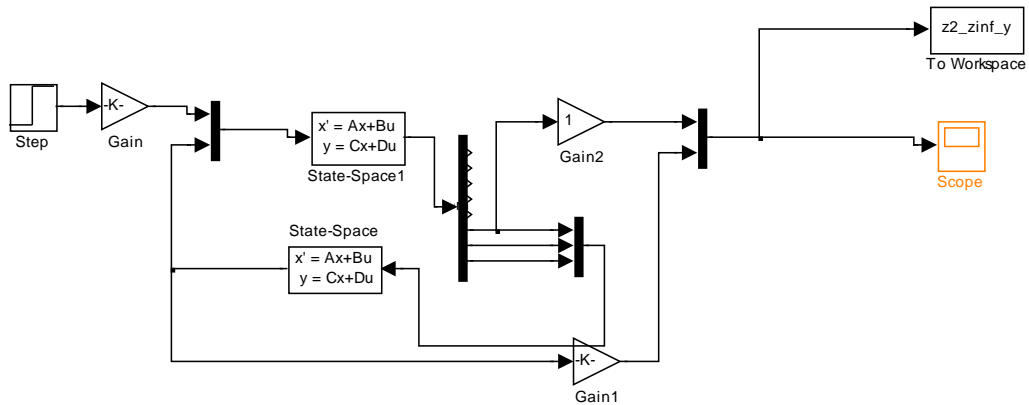 z2_zinf_y
To Workspace
-K-
Step
Gain
x' = Ax+Bu
y = Cx+Du
State-Space1
1
Gain2
Scope
State-Space
x' = Ax+Bu
y = Cx+Du
-K-
Gain1